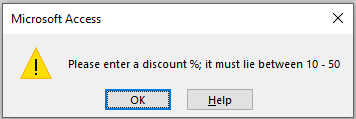 Microsoft Access
Please enter a discount %; it must lie between 10 - 50
OK Help